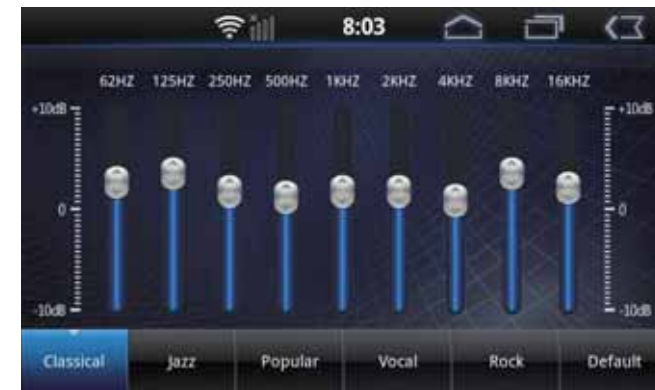 8:03
62HZ 125HZ 250HZ 500HZ 1KHZ 2KHZ 4KHZ 8KHZ 16KHZ
+10dB +10dB
0 0
-10dB -10dB
Classical Jazz Popular Vocal Rock Default